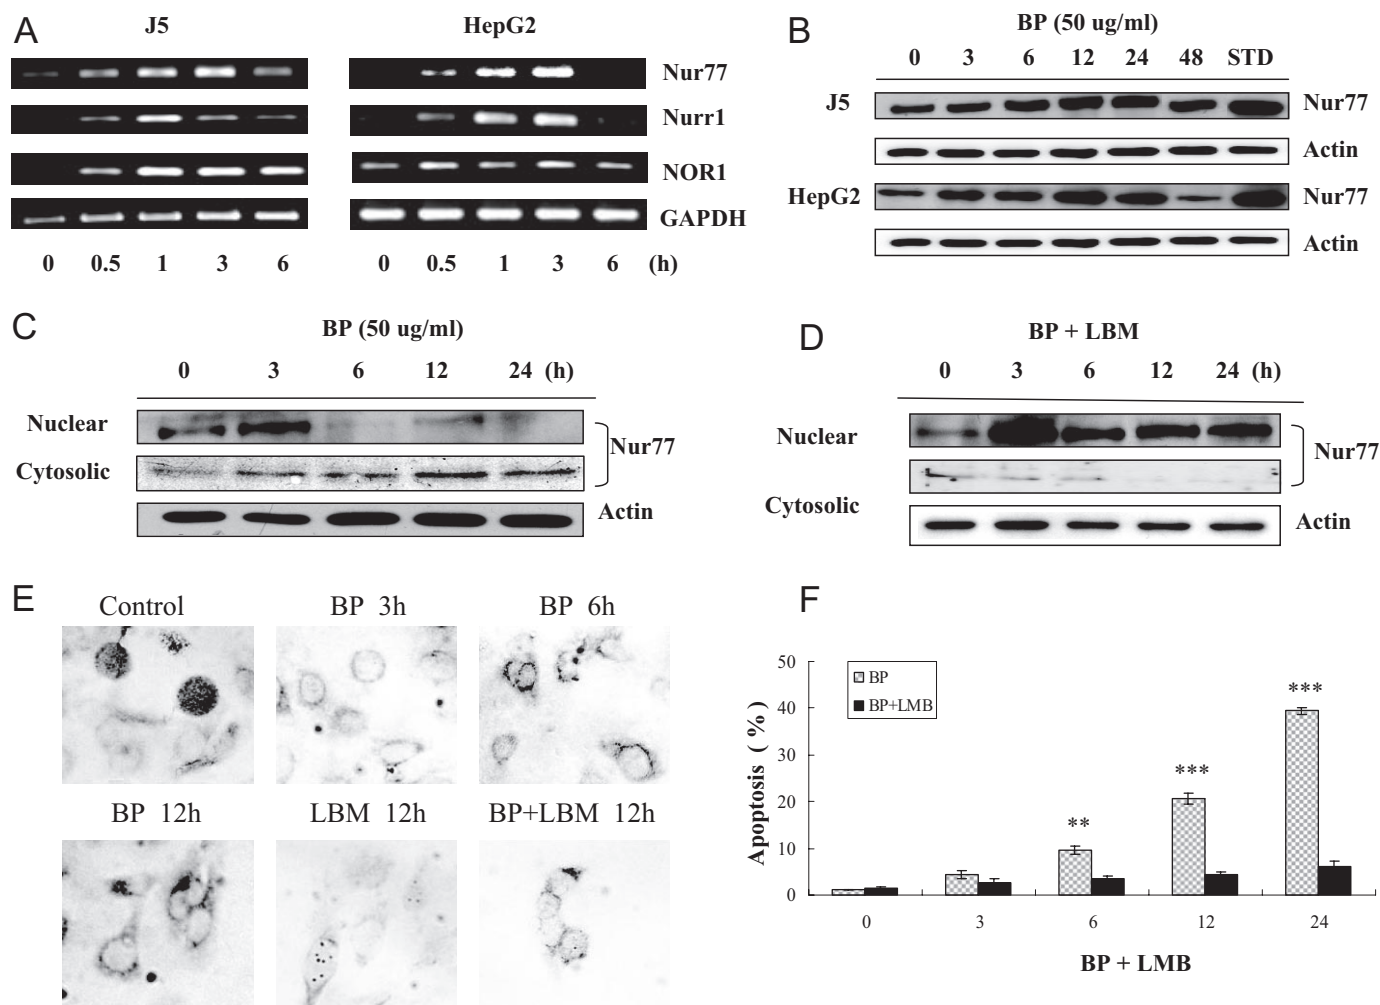 A
J5
HepG2
Nur77
Nurr1
NOR1
GAPDH
0 0.5 1 3 6 0 0.5 1 3 6 (h)
B
BP (50 ug/ml)
0 3 6 12 24 48 STD
J5
Nur77
Actin
HepG2
Nur77
Actin
C
BP (50 ug/ml)
0 3 6 12 24 (h)
Nuclear
Cytosolic
Nur77
Actin
D
BP + LBM
0 3 6 12 24 (h)
Nuclear
Nur77
Cytosolic
Actin
E
Control
BP 3h
BP 6h
BP 12h
LBM 12h
BP+LBM 12h
F
Apoptosis (%)
50
40
30
20
10
0
BP
BP+LMB
**
***
***
0 3 6 12 24
BP + LMB